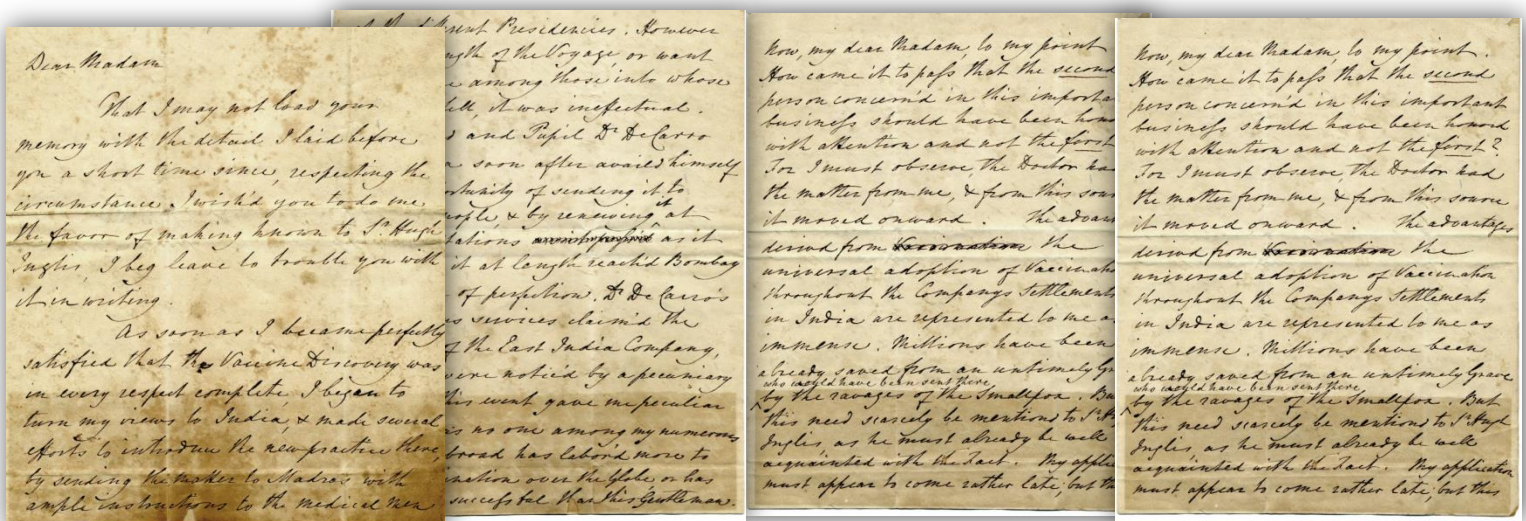 Dear Madam
That I may not load your
memory with the detail I laid before
you a short time since, respecting the
circumstance I wish'd you to do me
the favor of making known to Sr. Hugh
Inglis, I beg leave to trouble you with
it in writing.
As soon as I became perfectly
satisfied that the Vaccine Discovery was
in every respect complete, I began to
turn my views to India, & made several
efforts to introduce the new practice there,
by sending the matter to Madras with
ample instructions to the medical men
Presidencies. However
of the Voyage, or want
among those into whose
it was ineffectual.
and Pupil Dr. De Carro
soon after avail'd himself
of sending it to
& by renewing it at
as it
it at length reach'd Bombay
of perfection. Dr. De Carro's
services claim'd the
of the East India Company,
were notic'd by a pecuniary
this event gave me peculiar
is no one among my numerous
has labor'd more to
over the Globe or has
successful than this Gentleman.
Now, my dear Madam, to my point
How came it to pass that the second
person concern'd in this
business should have been
with attention and not the first
For I must observe, the Doctor had
the matter from me, & from this
it moved onward. The
deriv'd from Vaccination the
universal adoption of
throughout the Companys Settlements
in India are represented to me
immense. Millions have been
already saved from an untimely
who would have been sent there
by the ravages of the Smallpox.
this need scarcely be mention'd to
Inglis as he must already be well
acquainted with the Fact. My
must appear to come rather late, but
Now, my dear Madam, to my point.
How came it to pass that the second
person concern'd in this important
business should have been honor'd
with attention and not the first?
For I must observe, the Doctor had
the matter from me, & from this source
it moved onward. The advantages
deriv'd from Vaccination the
universal adoption of Vaccination
throughout the Companys Settlements
in India are represented to me as
immense. Millions have been
already saved from an untimely Grave
who would have been sent there
by the ravages of the Smallpox. But
this need scarcely be mention'd to Sr. Hugh
Inglis as he must already be well
acquainted with the Fact. My application
must appear to come rather late, but this